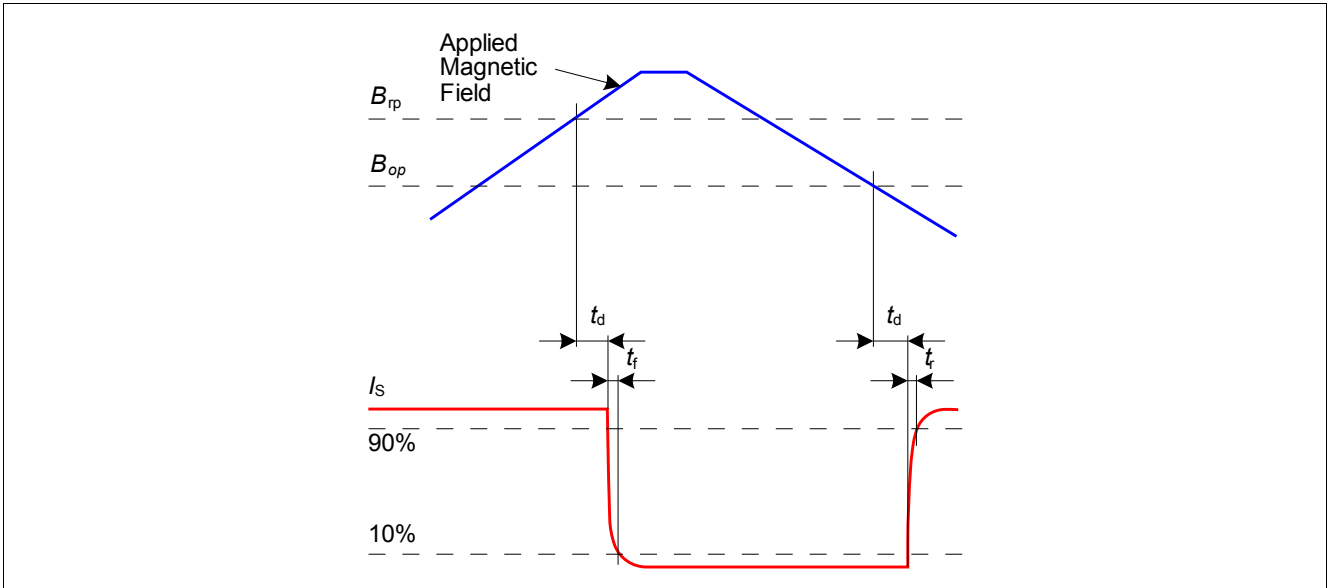 Applied
Magnetic
Field
Brp
Bop
td
td
tf
tr
IS
90%
10%